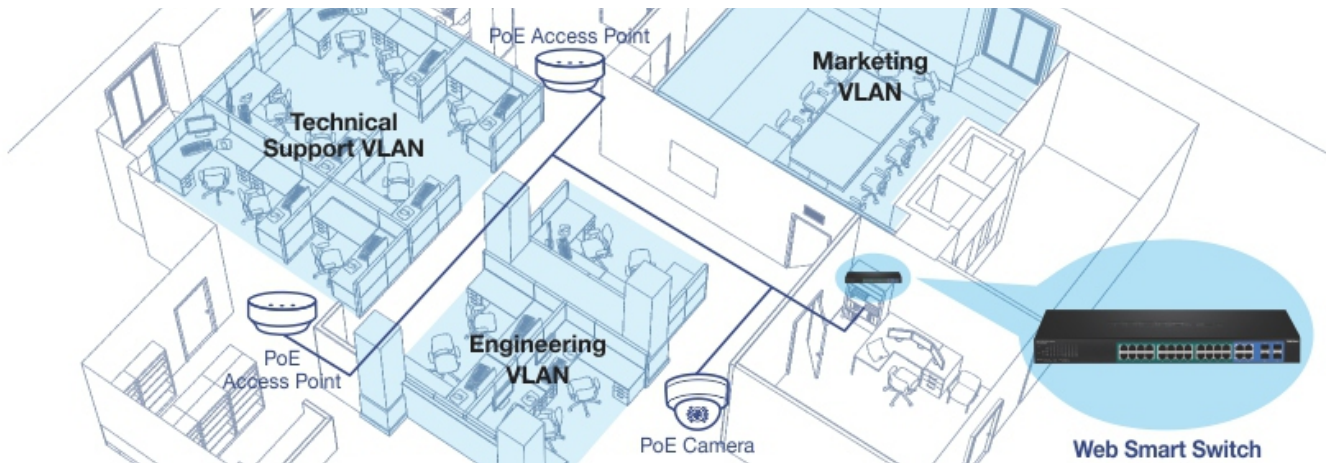 PoE Access Point
Marketing
VLAN
Technical
Support VLAN
PoE
Access Point
Engineering
VLAN
PoE Camera
Web Smart Switch